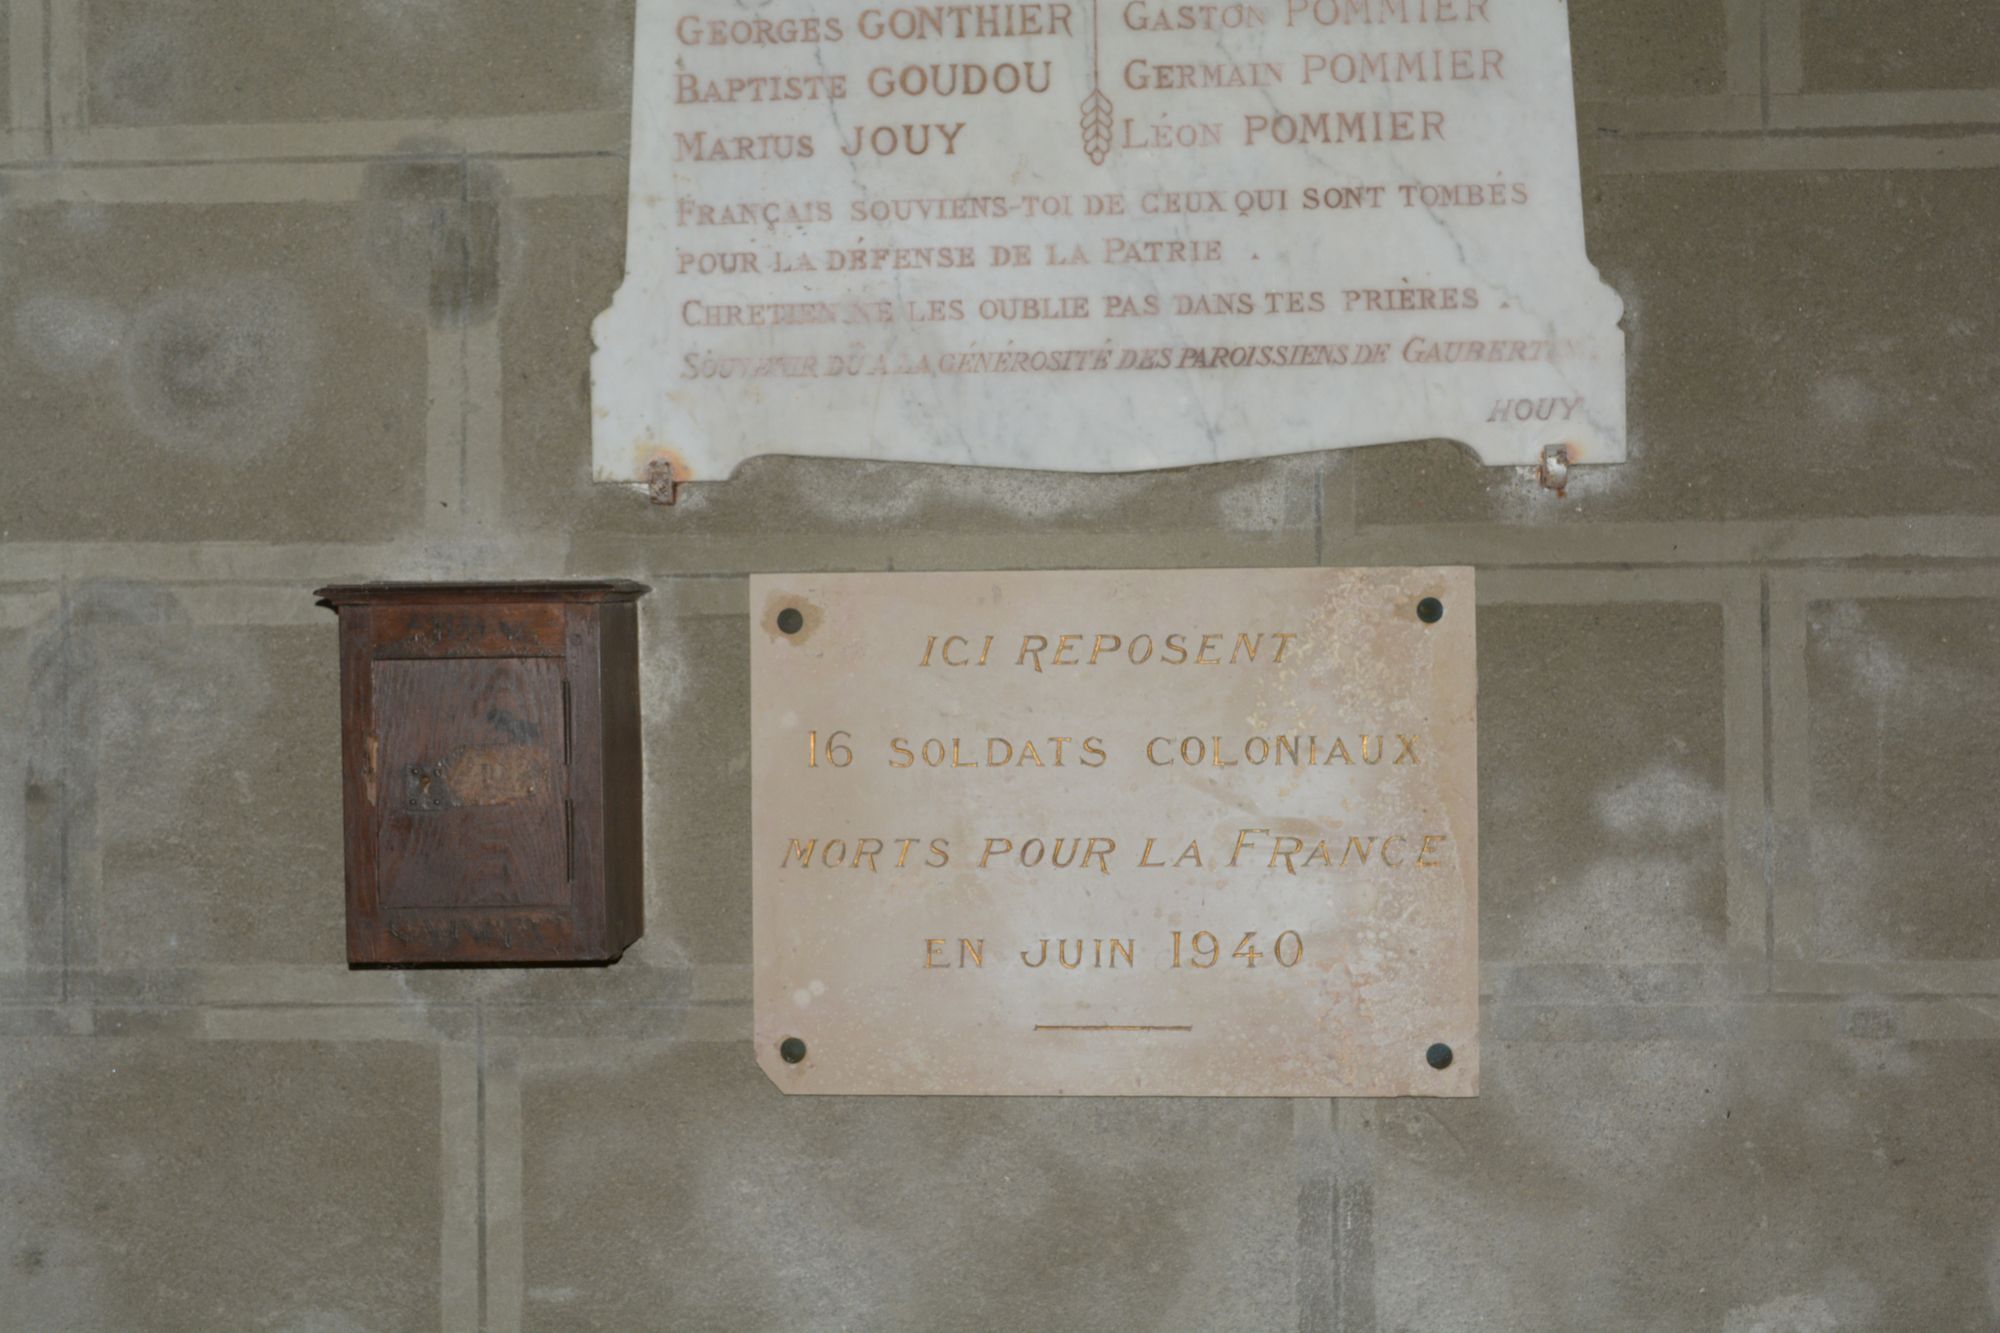 GEORGES GONTHIER
BAPTISTE GOUDOU
MARIUS JOUY
GASTON POMMIER
GERMAIN POMMIER
LÉON POMMIER
FRANÇAIS SOUVIENS-TOI DE CEUX QUI SONT TOMBÉS
POUR LA DÉFENSE DE LA PATRIE .
CHRETIEN NE LES OUBLIE PAS DANS TES PRIÈRES .
SOUVENIR DÛ A LA GÉNÉROSITÉ DES PAROISSIENS DE GAUBERTIN
HOUY
ICI REPOSENT
16 SOLDATS COLONIAUX
MORTS POUR LA FRANCE
EN JUIN 1940